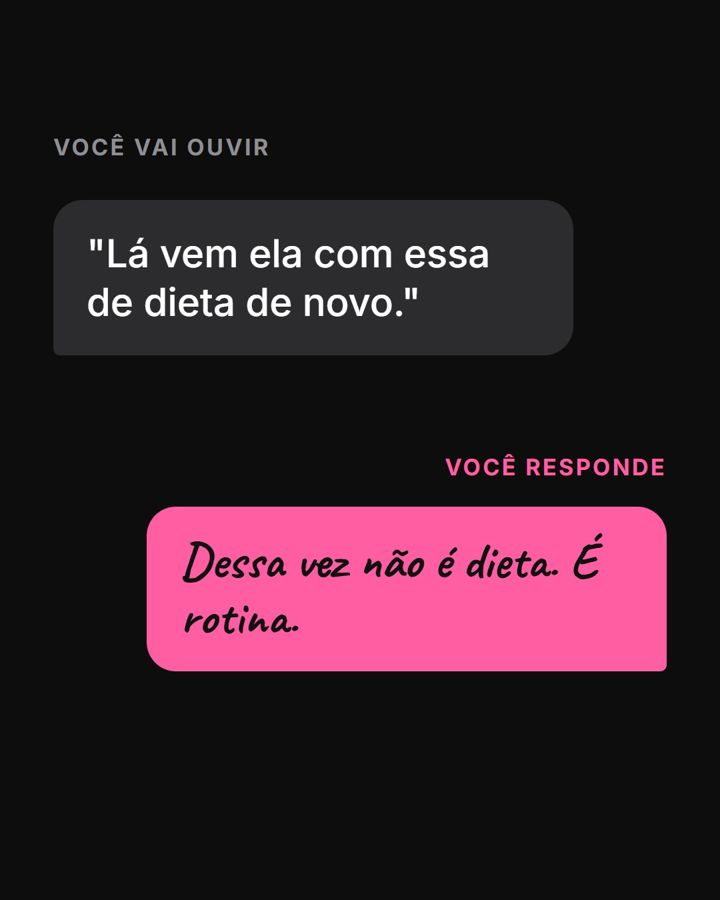 VOCÊ VAI OUVIR
"Lá vem ela com essa
de dieta de novo."
VOCÊ RESPONDE
Dessa vez não é dieta. É
rotina.